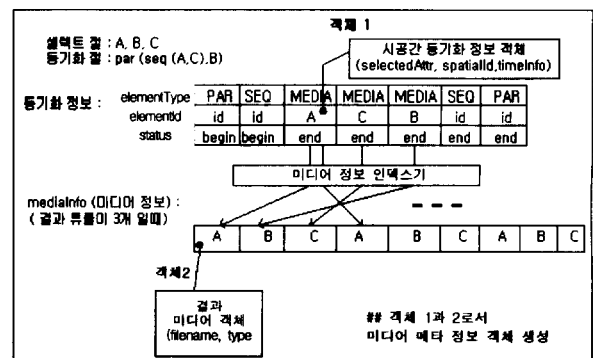 객체 1
셀렉트 절 : A, B, C
동기화 절 : par (seq (A,C),B)
시공간 동기화 정보 객체
(selectedAttr, spatialId,timeInfo)
동기화 정보 :
elementType PAR SEQ MEDIA MEDIA MEDIA SEQ PAR
elementId id id A C B id id
status begin begin end end end end end
미디어 정보 인덱스기
mediaInfo (미디어 정보) :
( 결과 튜플이 3개 일때)
A B C A B C A B C
객체2
결과
미디어 객체
(filename, type
## 객체 1과 2로서
미디어 메타 정보 객체 생성